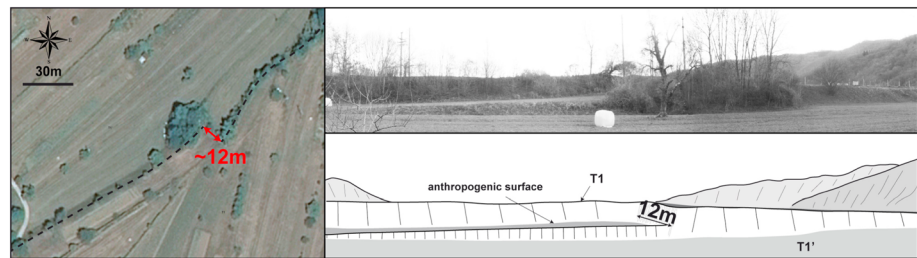 N
E
S
30m
~12m
T1
anthropogenic surface
12m
T1'